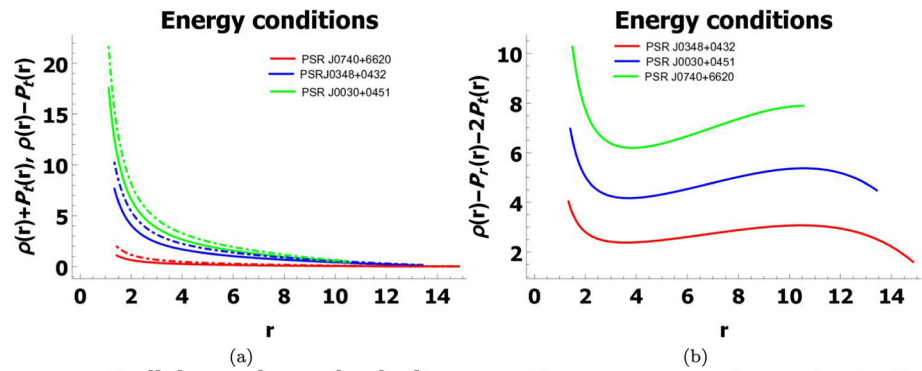 Energy conditions
ρ(r)+Pt(r), ρ(r)−Pt(r)
20
15
10
5
0
PSR J0740+6620
PSRJ0348+0432
PSR J0030+0451
0 2 4 6 8 10 12 14
r
(a)
Energy conditions
ρ(r)−Pr(r)−2Pt(r)
10
8
6
4
2
PSR J0348+0432
PSR J0030+0451
PSR J0740+6620
0 2 4 6 8 10 12 14
r
(b)